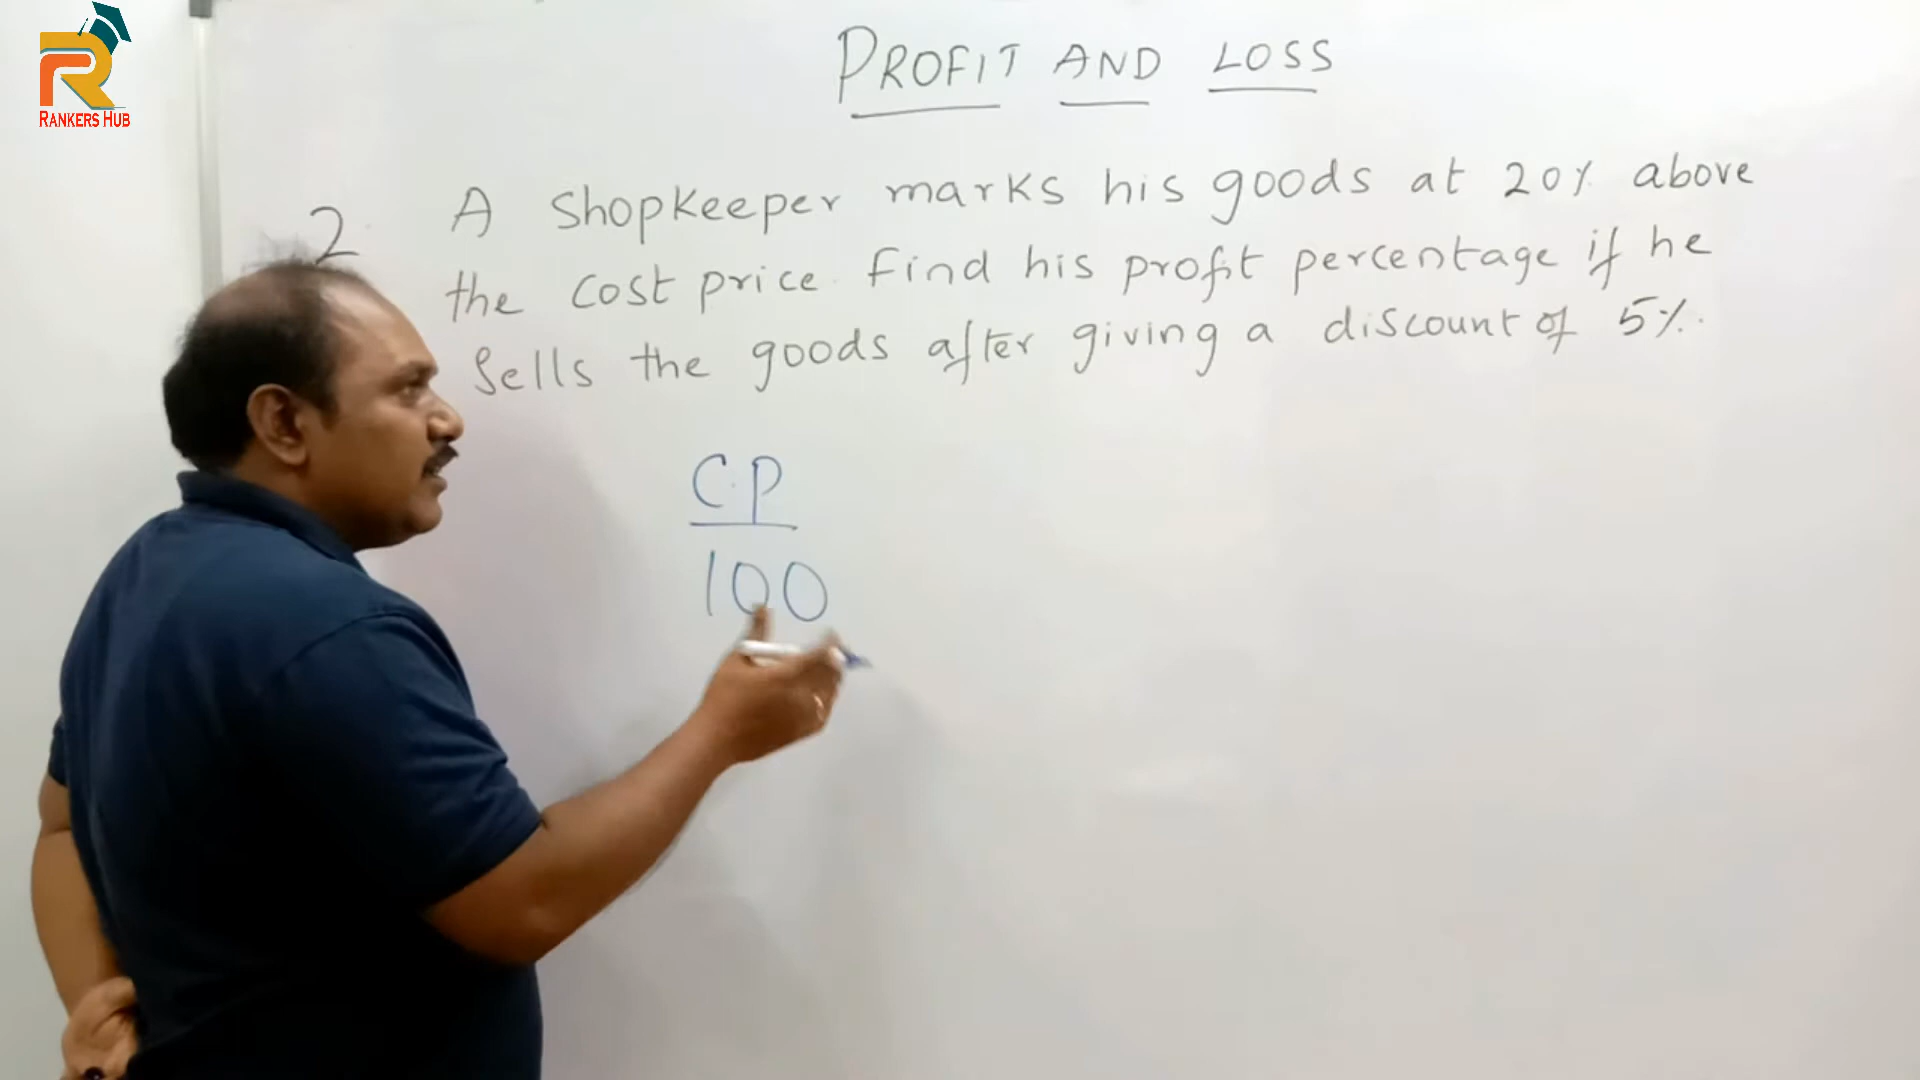 RANKERS HUB
PROFIT AND LOSS
2 A Shopkeeper marks his goods at 20% above
the cost price. Find his profit percentage if he
Sells the goods after giving a discount of 5%.
C.P
100